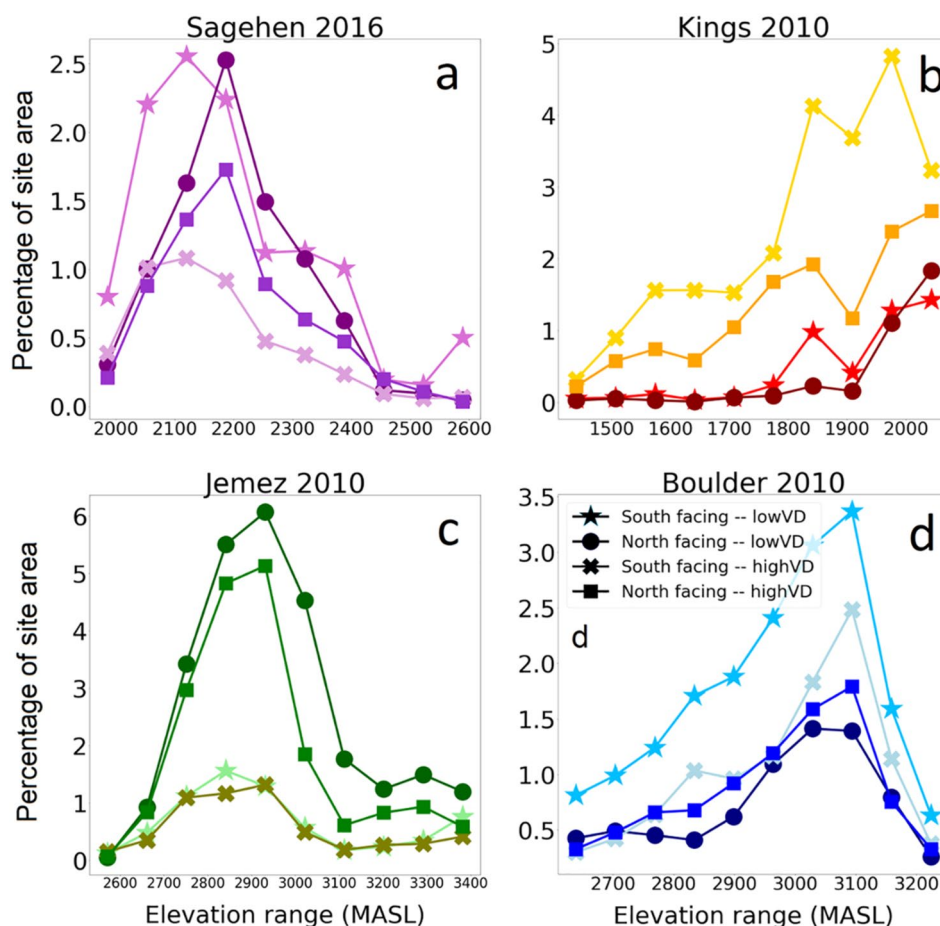 Sagehen 2016
a
Percentage of site area
2.5
2.0
1.5
1.0
0.5
0.0
2000 2100 2200 2300 2400 2500 2600
Kings 2010
b
5
4
3
2
1
0
1500 1600 1700 1800 1900 2000
Jemez 2010
c
Percentage of site area
6
5
4
3
2
1
0
2600 2700 2800 2900 3000 3100 3200 3300 3400
Elevation range (MASL)
Boulder 2010
d
3.5
3.0
2.5
2.0
1.5
1.0
0.5
South facing -- lowVD
North facing -- lowVD
South facing -- highVD
North facing -- highVD
d
2700 2800 2900 3000 3100 3200
Elevation range (MASL)